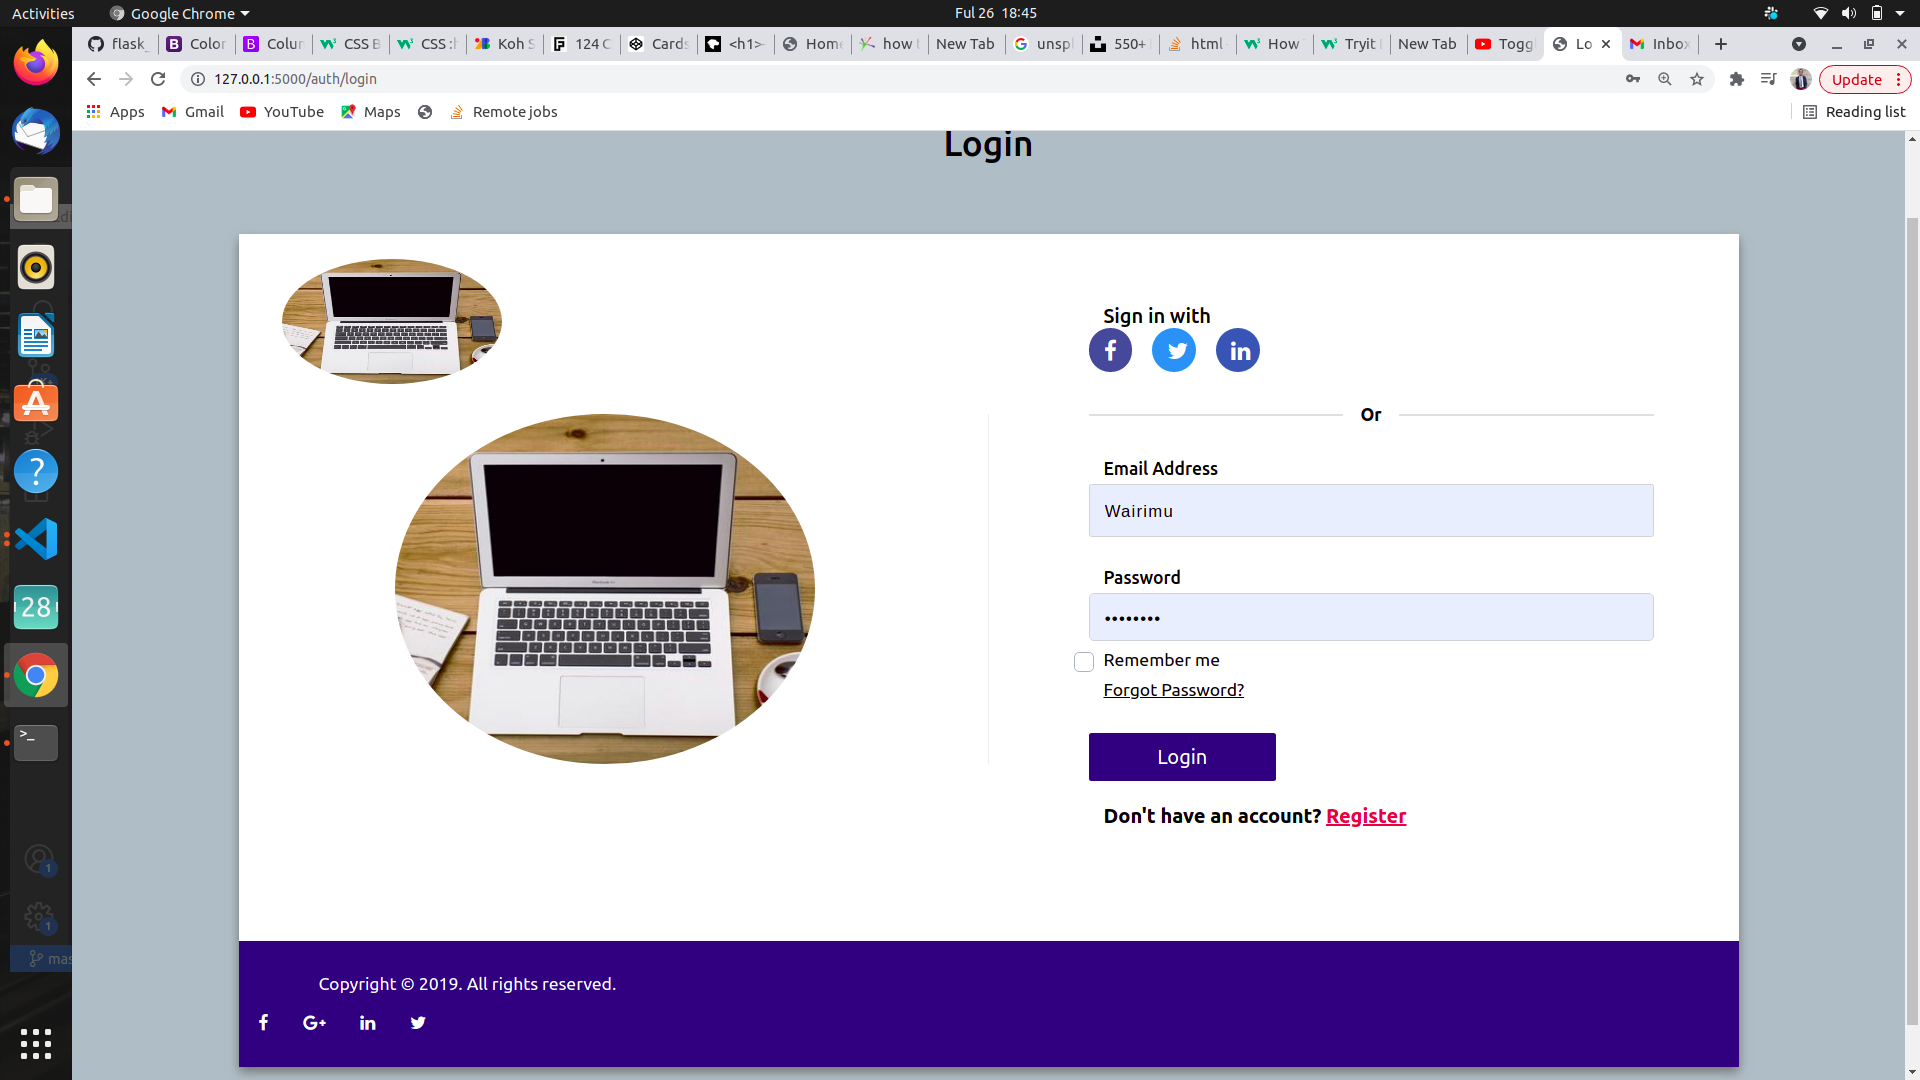 Activities
Google Chrome
Ful 26 18:45
flask_
Color
Colur
CSS B
CSS :h
Koh S
124 C
Cards
<h1>
Home
how t
New Tab
unspl
550+
html
How
Tryit
New Tab
Toggl
Lo
Inbox
127.0.0.1:5000/auth/login
Update
Apps
Gmail
YouTube
Maps
Remote jobs
Reading list
Login
Sign in with
Or
Email Address
Wairimu
Password
••••••••
Remember me
Forgot Password?
Login
Don't have an account? Register
Copyright © 2019. All rights reserved.
28
1
1
mas